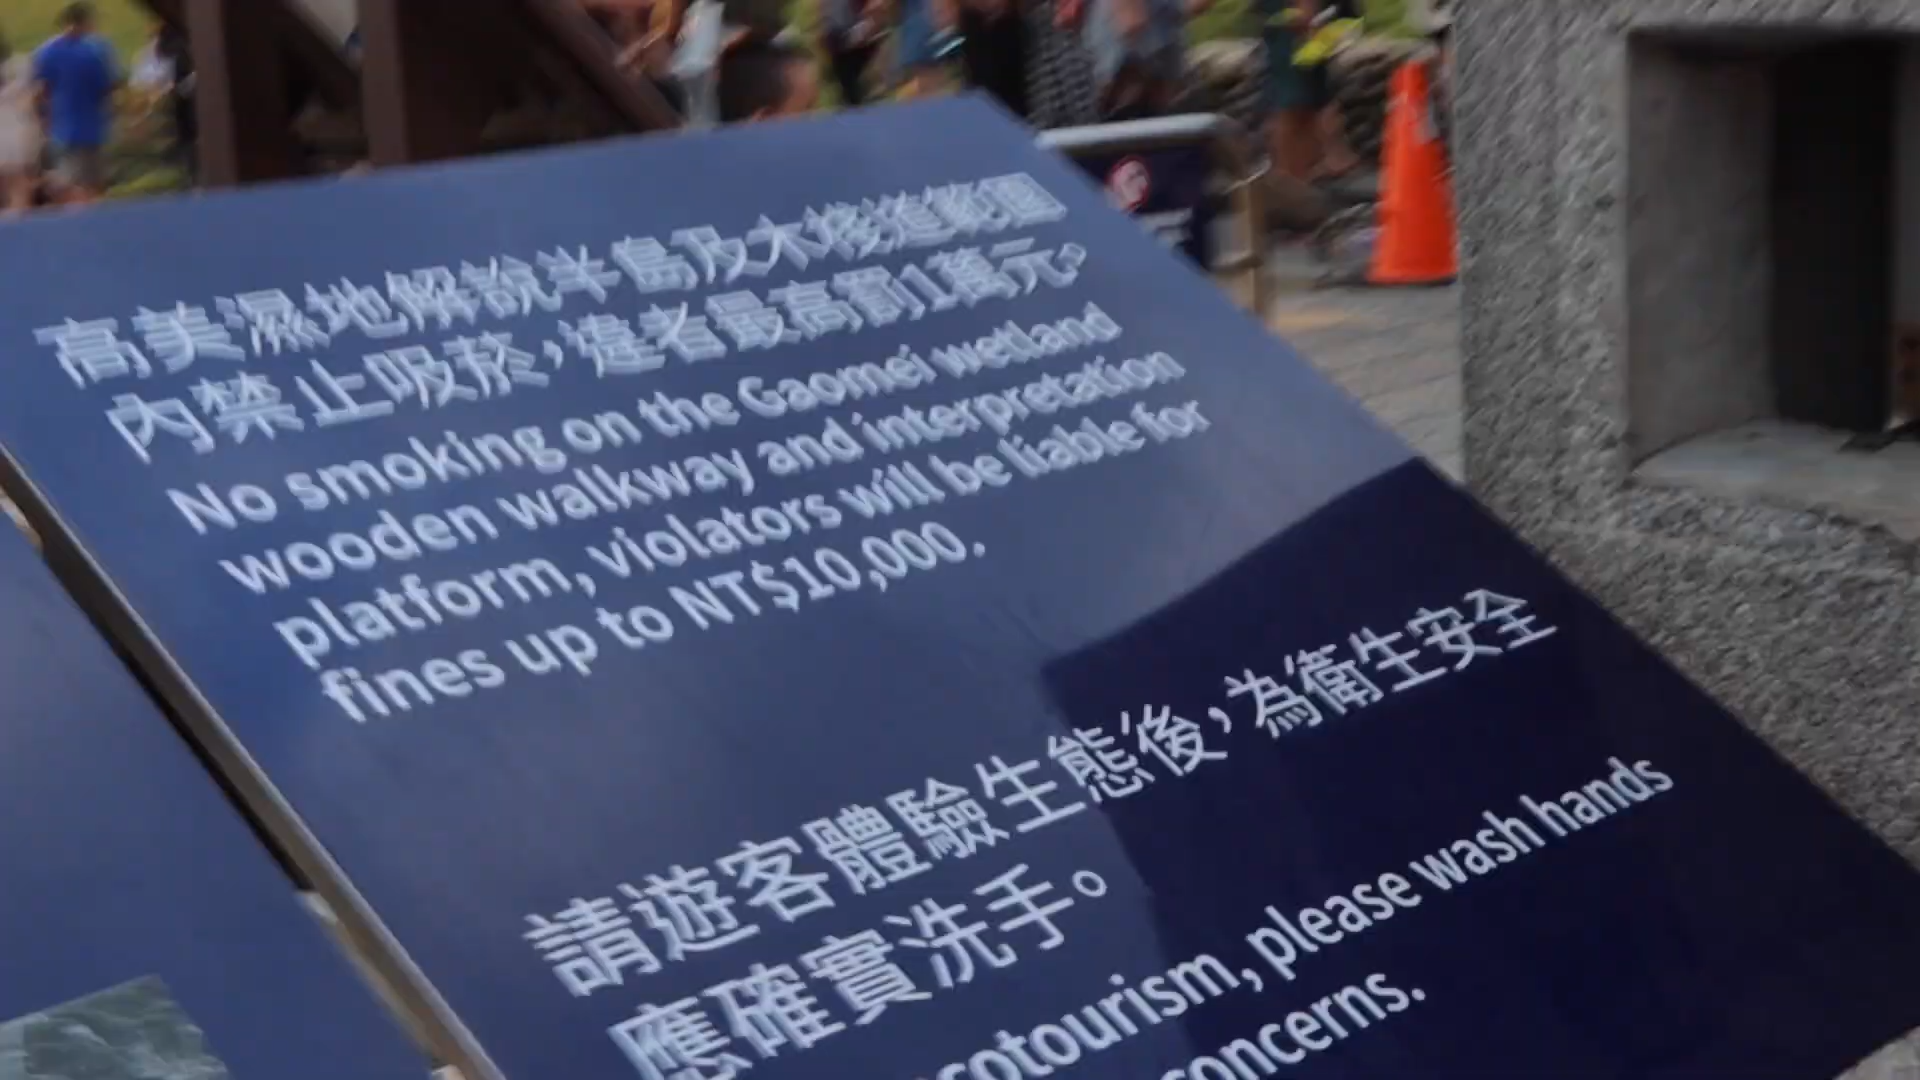 高美濕地解說半島及木棧道範圍
內禁止吸菸，違者最高罰1萬元。
No smoking on the Gaomei wetland
wooden walkway and interpretation
platform, violators will be liable for
fines up to NT$10,000.
請遊客體驗生態後，為衛生安全
應確實洗手。
cotourism, please wash hands
concerns.